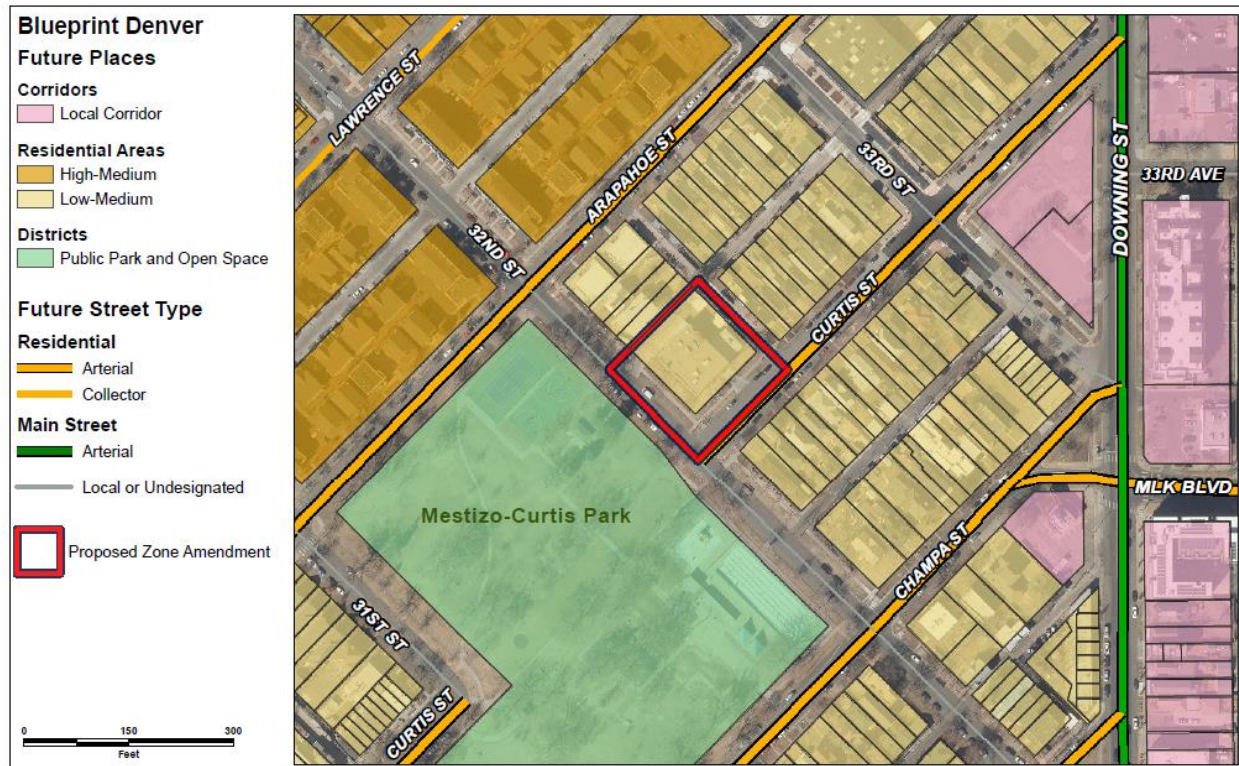 Blueprint Denver
Future Places
Corridors
Local Corridor
Residential Areas
High-Medium
Low-Medium
Districts
Public Park and Open Space
Future Street Type
Residential
Arterial
Collector
Main Street
Arterial
Local or Undesignated
Proposed Zone Amendment
0 150 300
Feet
LAWRENCE ST
ARAPAHOE ST
32ND ST
33RD ST
33RD AVE
DOWNING ST
CURTIS ST
MLK BLVD
Mestizo-Curtis Park
CHAMPA ST
31ST ST
CURTIS ST